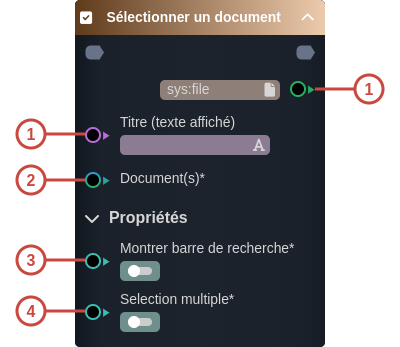 Sélectionner un document
sys:file
1
Titre (texte affiché)
1
A
2
Document(s)*
Propriétés
Montrer barre de recherche*
3
Selection multiple*
4